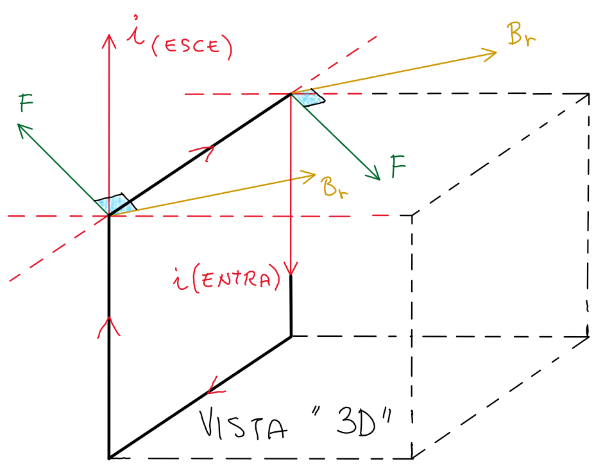 i (ESCE)
Br
F
F
Br
i (ENTRA)
VISTA " 3D"